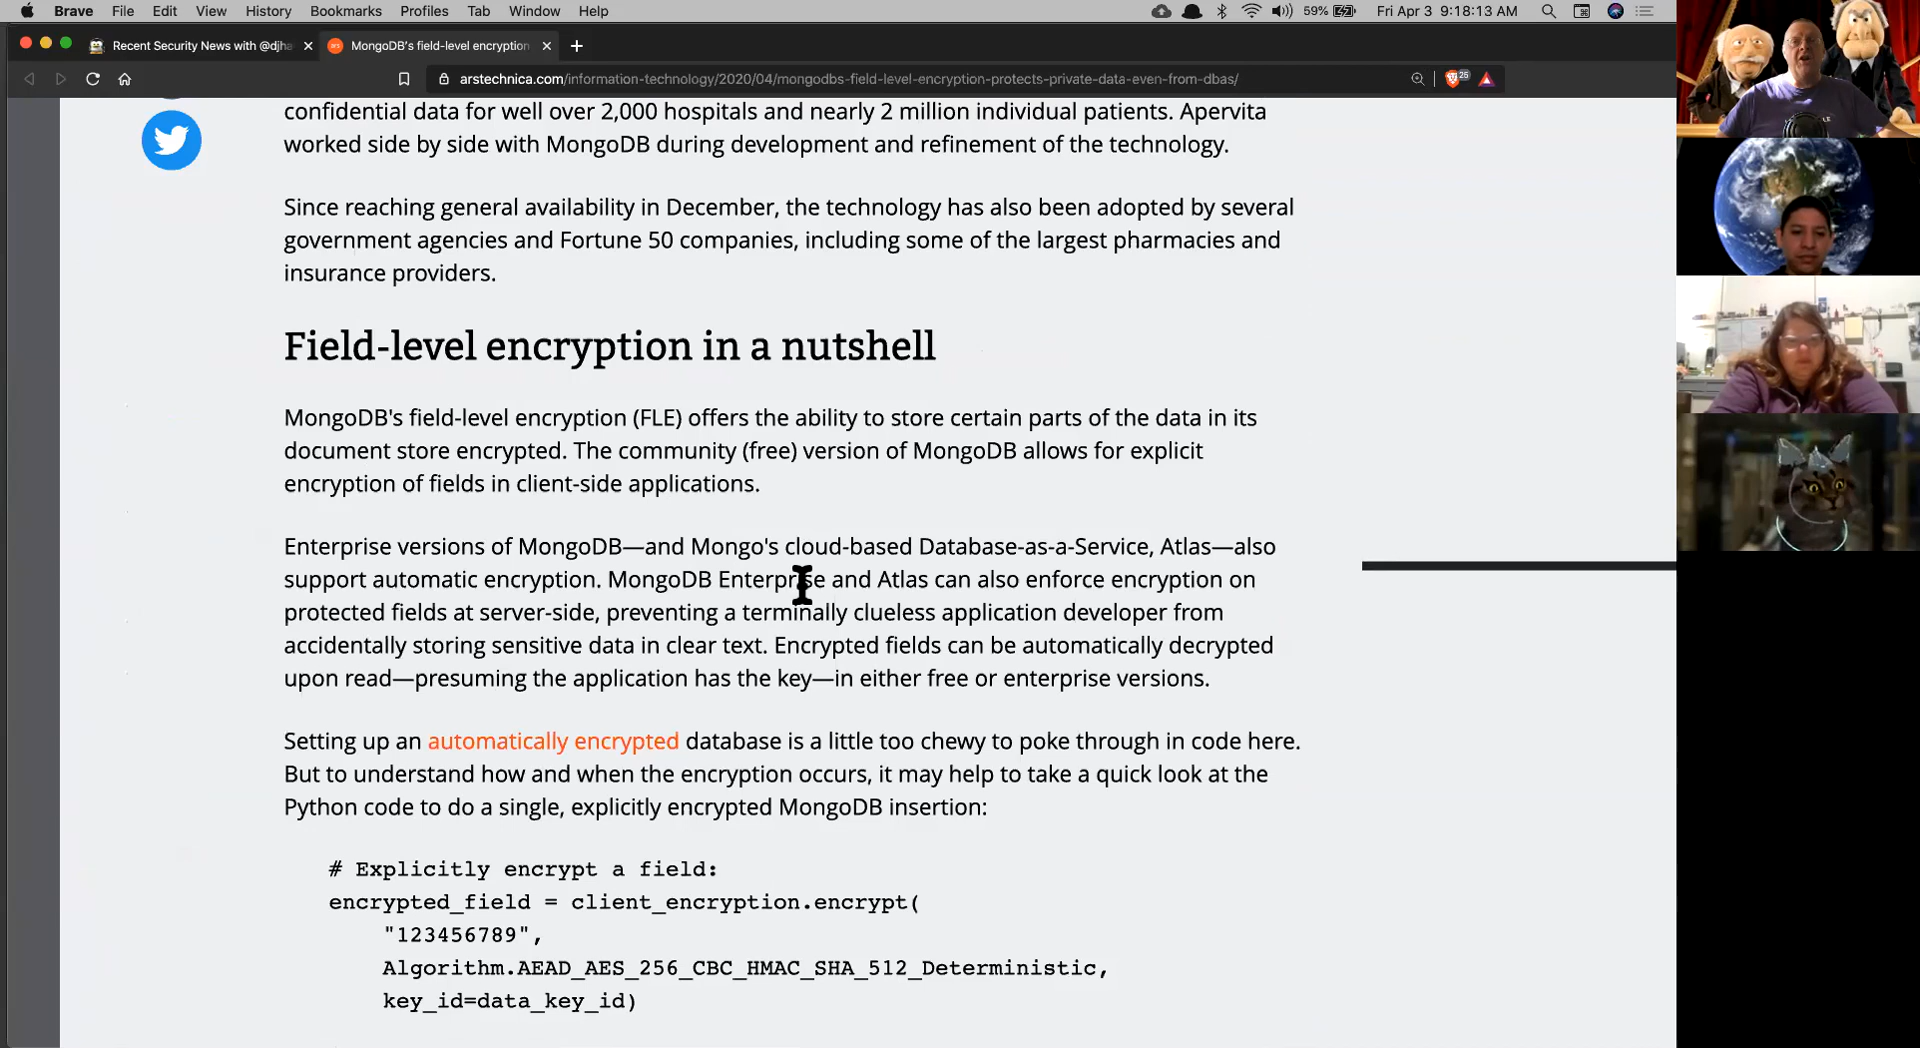 Brave File Edit View History Bookmarks Profiles Tab Window Help 59% Fri Apr 3 9:18:13 AM
Recent Security News with @djha MongoDB's field-level encryption
arstechnica.com/information-technology/2020/04/mongodbs-field-level-encryption-protects-private-data-even-from-dbas/ 26
confidential data for well over 2,000 hospitals and nearly 2 million individual patients. Apervita
worked side by side with MongoDB during development and refinement of the technology.
Since reaching general availability in December, the technology has also been adopted by several
government agencies and Fortune 50 companies, including some of the largest pharmacies and
insurance providers.
Field-level encryption in a nutshell
MongoDB's field-level encryption (FLE) offers the ability to store certain parts of the data in its
document store encrypted. The community (free) version of MongoDB allows for explicit
encryption of fields in client-side applications.
Enterprise versions of MongoDB—and Mongo's cloud-based Database-as-a-Service, Atlas—also
support automatic encryption. MongoDB Enterprise and Atlas can also enforce encryption on
protected fields at server-side, preventing a terminally clueless application developer from
accidentally storing sensitive data in clear text. Encrypted fields can be automatically decrypted
upon read—presuming the application has the key—in either free or enterprise versions.
Setting up an automatically encrypted database is a little too chewy to poke through in code here.
But to understand how and when the encryption occurs, it may help to take a quick look at the
Python code to do a single, explicitly encrypted MongoDB insertion:
# Explicitly encrypt a field:
encrypted_field = client_encryption.encrypt(
"123456789",
Algorithm.AEAD_AES_256_CBC_HMAC_SHA_512_Deterministic,
key_id=data_key_id)